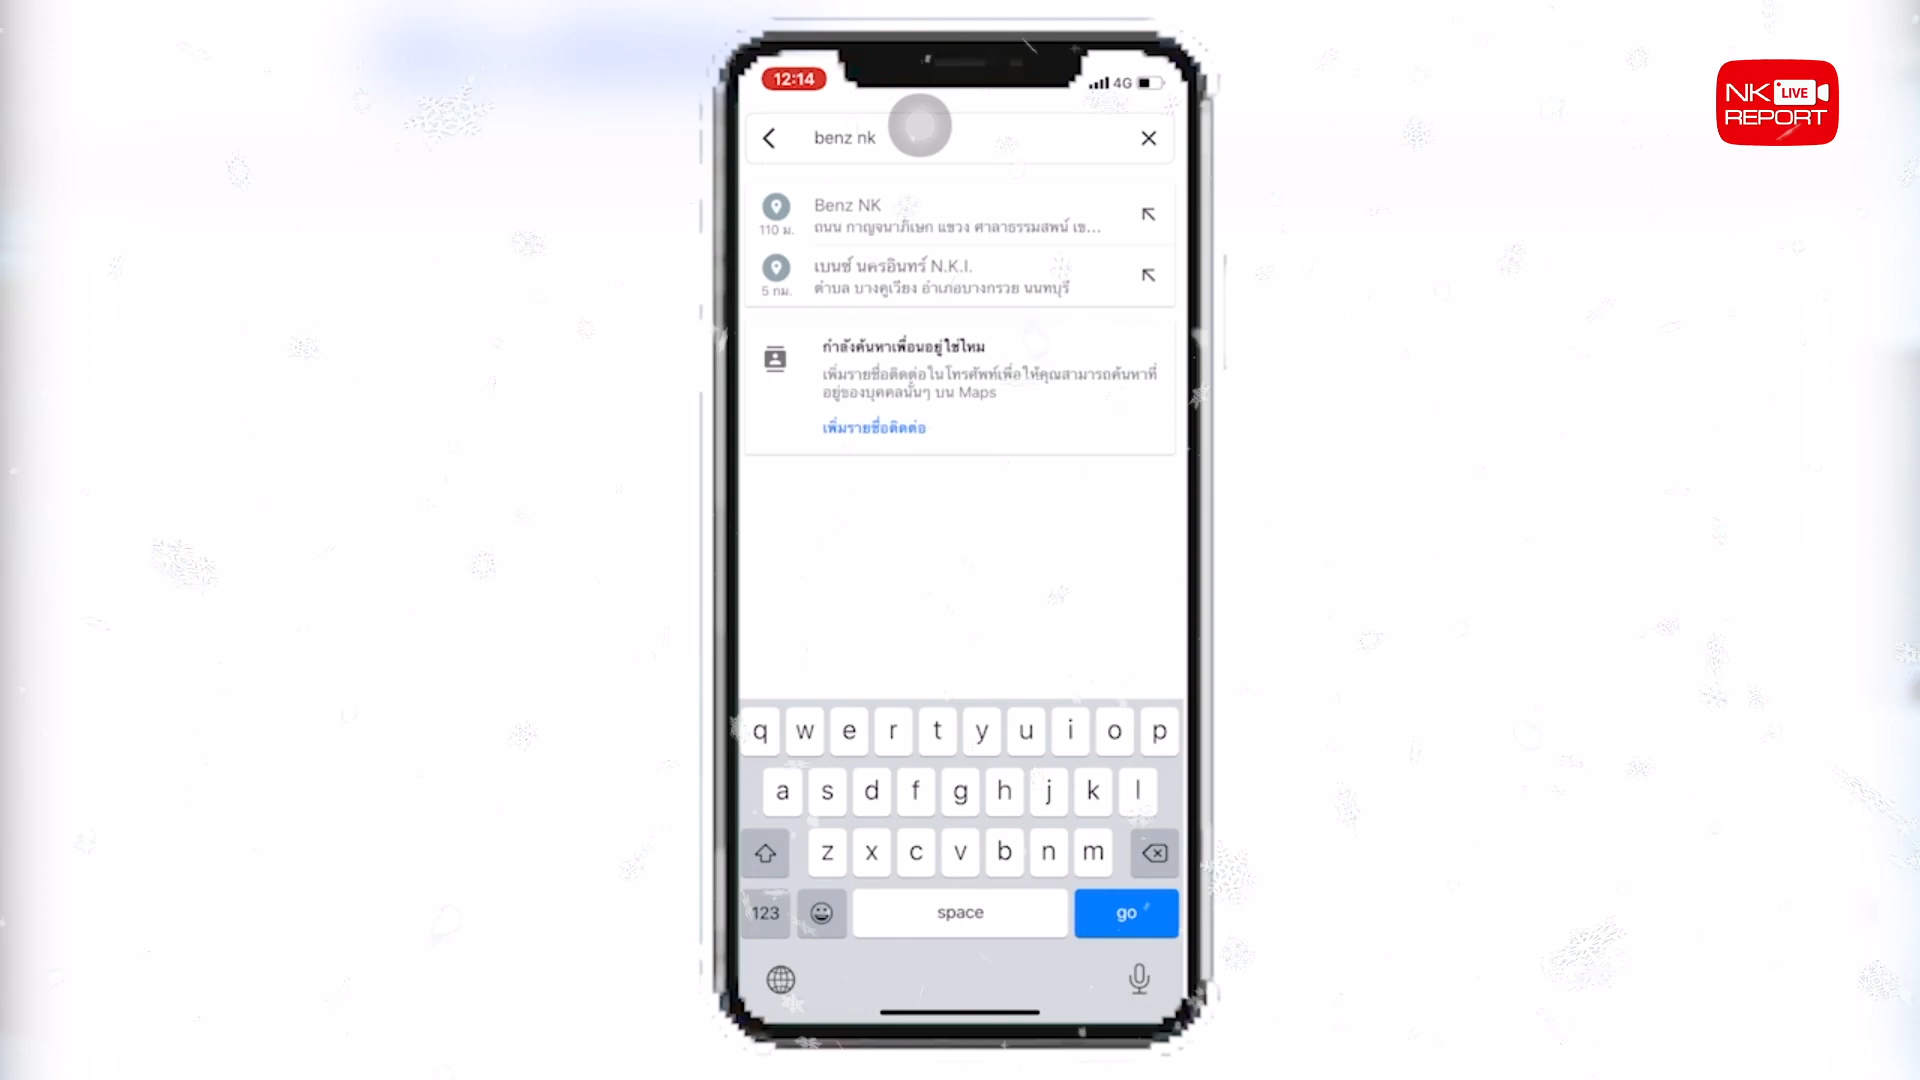 12:14
4G
benz nk
Benz NK
110 ม.
ถนน กาญจนาภิเษก แขวง ศาลาธรรมสพน์ เข...
เบนซ์ นครอินทร์ N.K.I.
5 กม.
ตำบล บางคูเวียง อำเภอบางกรวย นนทบุรี
กำลังค้นหาเพื่อนอยู่ใช่ไหม
เพิ่มรายชื่อติดต่อในโทรศัพท์เพื่อให้คุณสามารถค้นหาที่
อยู่ของบุคคลนั้นๆ บน Maps
เพิ่มรายชื่อติดต่อ
q w e r t y u i o p
a s d f g h j k l
z x c v b n m
123 space go
NK LIVE
REPORT